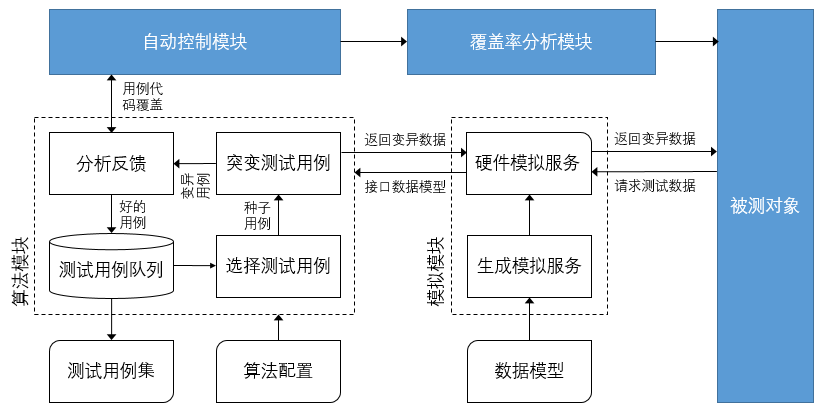 自动控制模块
覆盖率分析模块
用例代
码覆盖
分析反馈
突变测试用例
变异
用例
返回变异数据
接口数据模型
硬件模拟服务
返回变异数据
请求测试数据
被测对象
好的
用例
种子
用例
算法模块
测试用例队列
选择测试用例
模拟模块
生成模拟服务
测试用例集
算法配置
数据模型